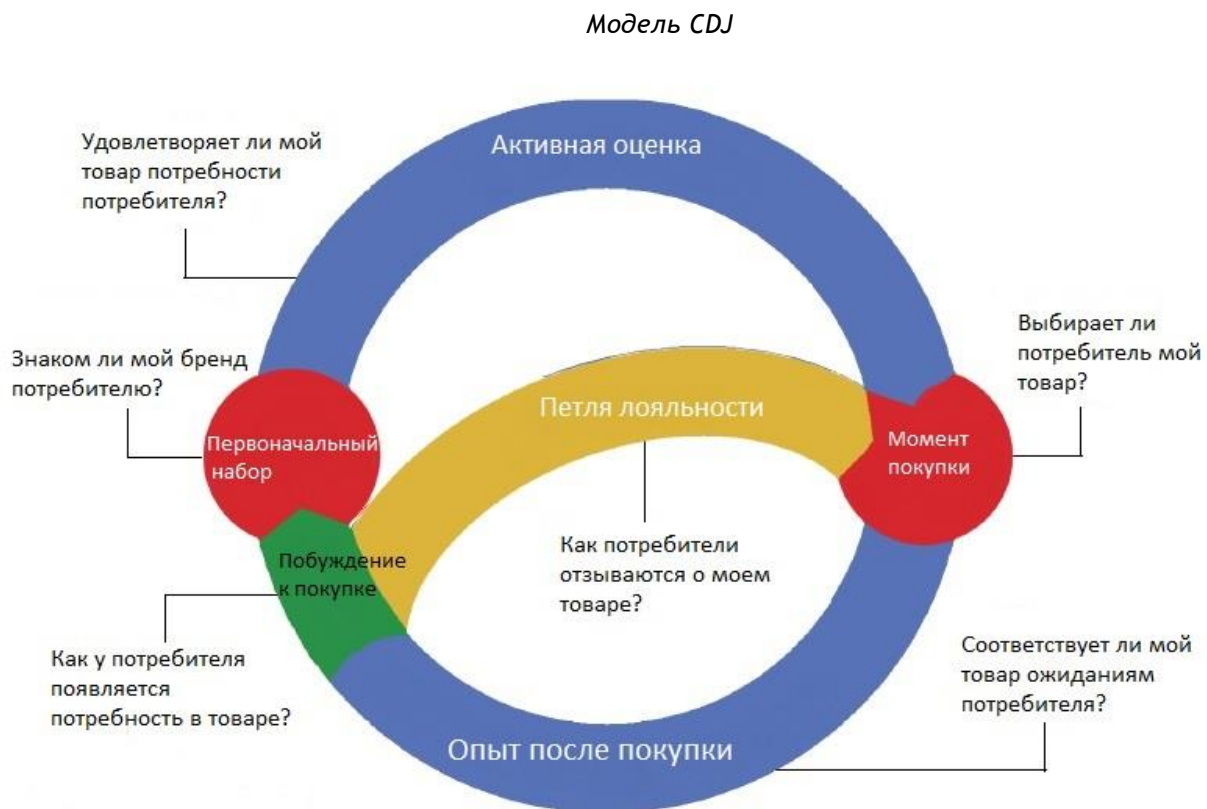 Модель CDJ
Активная оценка
Удовлетворяет ли мой
товар потребности
потребителя?
Знаком ли мой бренд
потребителю?
Выбирает ли
потребитель мой
товар?
Петля лояльности
Первоначальный
набор
Момент
покупки
Побуждение
к покупке
Как потребители
отзываются о моем
товаре?
Как у потребителя
появляется
потребность в товаре?
Соответствует ли мой
товар ожиданиям
потребителя?
Опыт после покупки